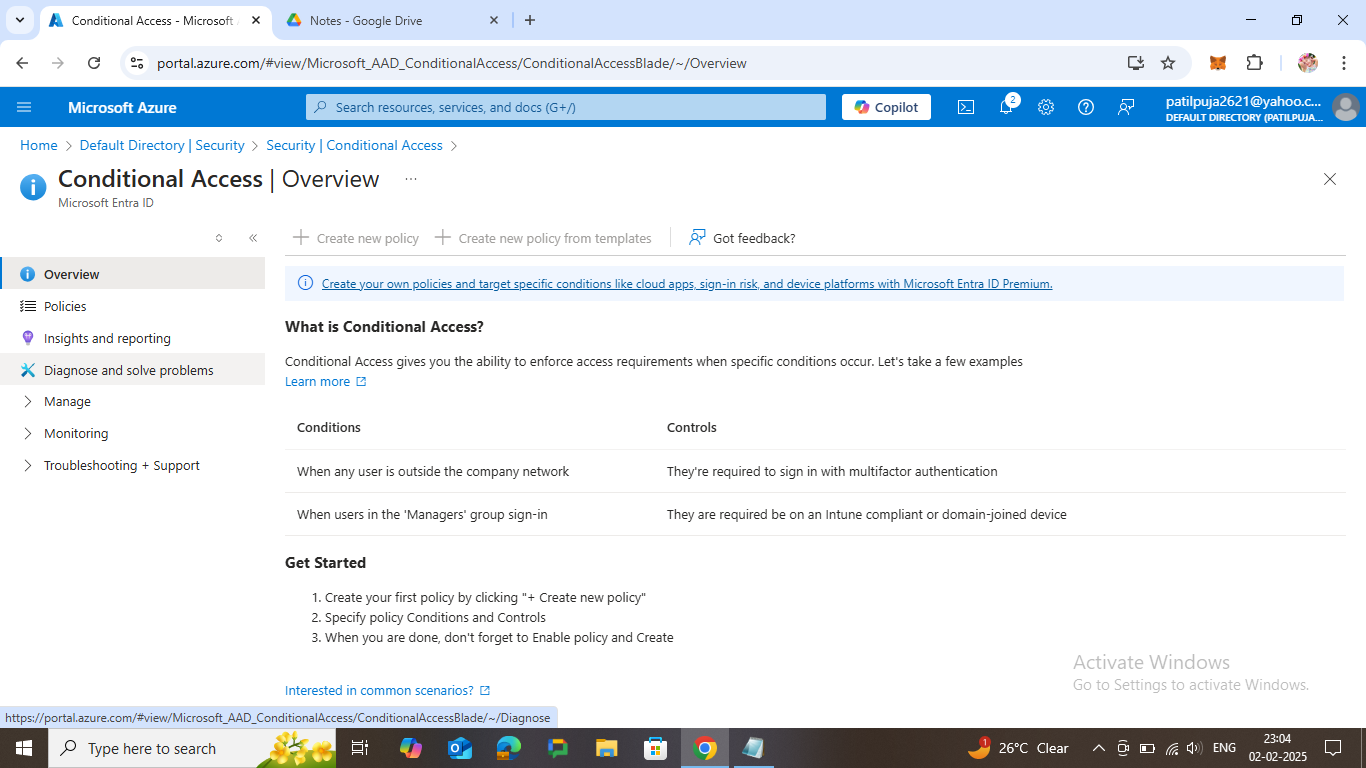 Conditional Access - Microsoft A
Notes - Google Drive
portal.azure.com/#view/Microsoft_AAD_ConditionalAccess/ConditionalAccessBlade/~/Overview
Microsoft Azure
Search resources, services, and docs (G+/)
Copilot
2
patilpuja2621@yahoo.c...
DEFAULT DIRECTORY (PATILPUJA...
Home > Default Directory | Security > Security | Conditional Access >
Conditional Access | Overview ...
Microsoft Entra ID
Create new policy
Create new policy from templates
Got feedback?
Overview
Policies
Insights and reporting
Diagnose and solve problems
Manage
Monitoring
Troubleshooting + Support
Create your own policies and target specific conditions like cloud apps, sign-in risk, and device platforms with Microsoft Entra ID Premium.
What is Conditional Access?
Conditional Access gives you the ability to enforce access requirements when specific conditions occur. Let's take a few examples
Learn more
Conditions Controls
When any user is outside the company network They're required to sign in with multifactor authentication
When users in the 'Managers' group sign-in They are required be on an Intune compliant or domain-joined device
Get Started
1. Create your first policy by clicking "+ Create new policy"
2. Specify policy Conditions and Controls
3. When you are done, don't forget to Enable policy and Create
Interested in common scenarios?
Activate Windows
Go to Settings to activate Windows.
https://portal.azure.com/#view/Microsoft_AAD_ConditionalAccess/ConditionalAccessBlade/~/Diagnose
Type here to search
1
26°C Clear
ENG
23:04
02-02-2025